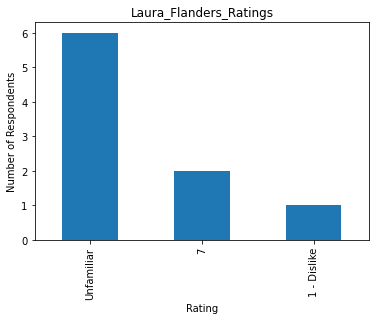 Laura_Flanders_Ratings
Number of Respondents
6
5
4
3
2
1
0
Unfamiliar
7
1 - Dislike
Rating